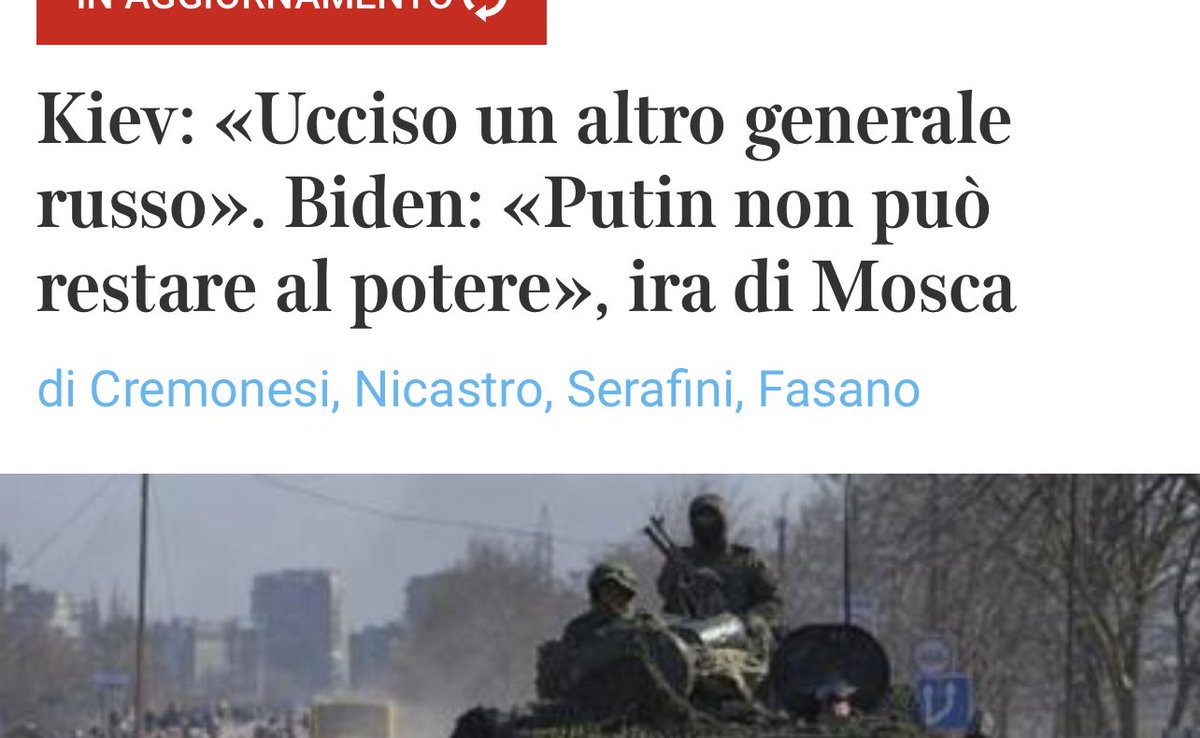 IN AGGIORNAMENTO
Kiev: «Ucciso un altro generale
russo». Biden: «Putin non può
restare al potere», ira di Mosca
di Cremonesi, Nicastro, Serafini, Fasano